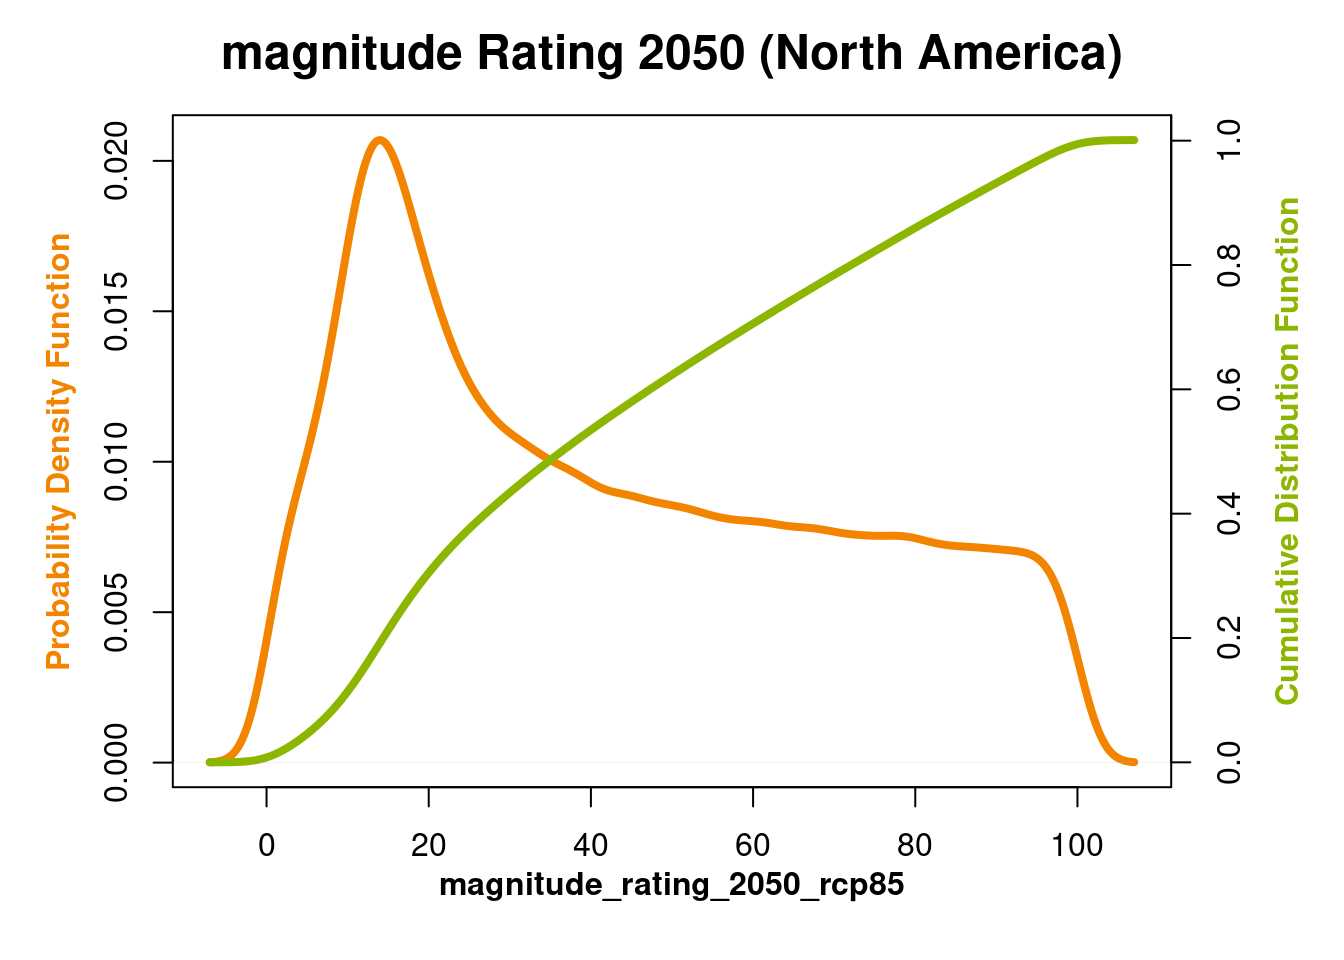 magnitude Rating 2050 (North America)
Probability Density Function
0.000
0.005
0.010
0.015
0.020
0.0
0.2
0.4
0.6
0.8
1.0
Cumulative Distribution Function
0 20 40 60 80 100
magnitude_rating_2050_rcp85